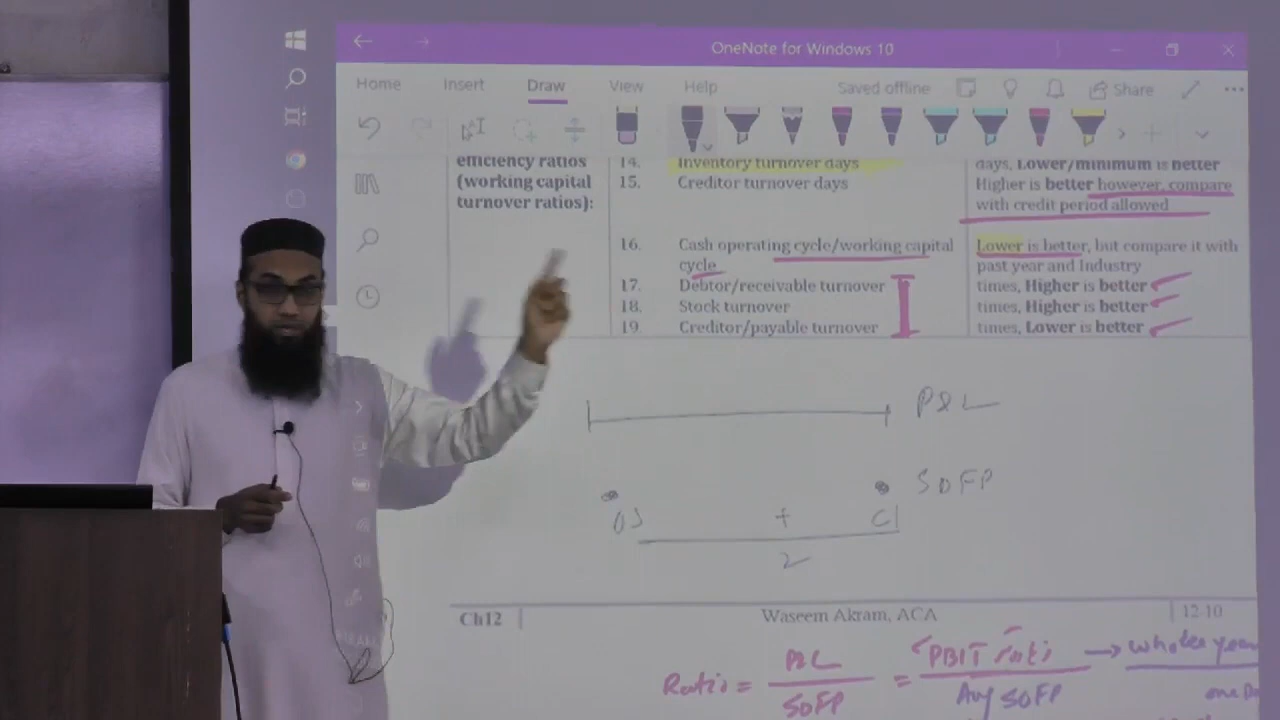 OneNote for Windows 10
Home Insert Draw View Help Saved offline Share
efficiency ratios
(working capital
turnover ratios):
14. Inventory turnover days
days, Lower/minimum is better
15. Creditor turnover days
Higher is better however, compare
with credit period allowed
16. Cash operating cycle/working capital
cycle
Lower is better, but compare it with
past year and Industry
17. Debtor/receivable turnover times, Higher is better
18. Stock turnover times, Higher is better
19. Creditor/payable turnover times, Lower is better
P&L
SOFP
+ Cl
2
Ch12 Waseem Akram, ACA 12 10
Ratio = P&L / SOFP = PBIT / Avg SOFP → whole year